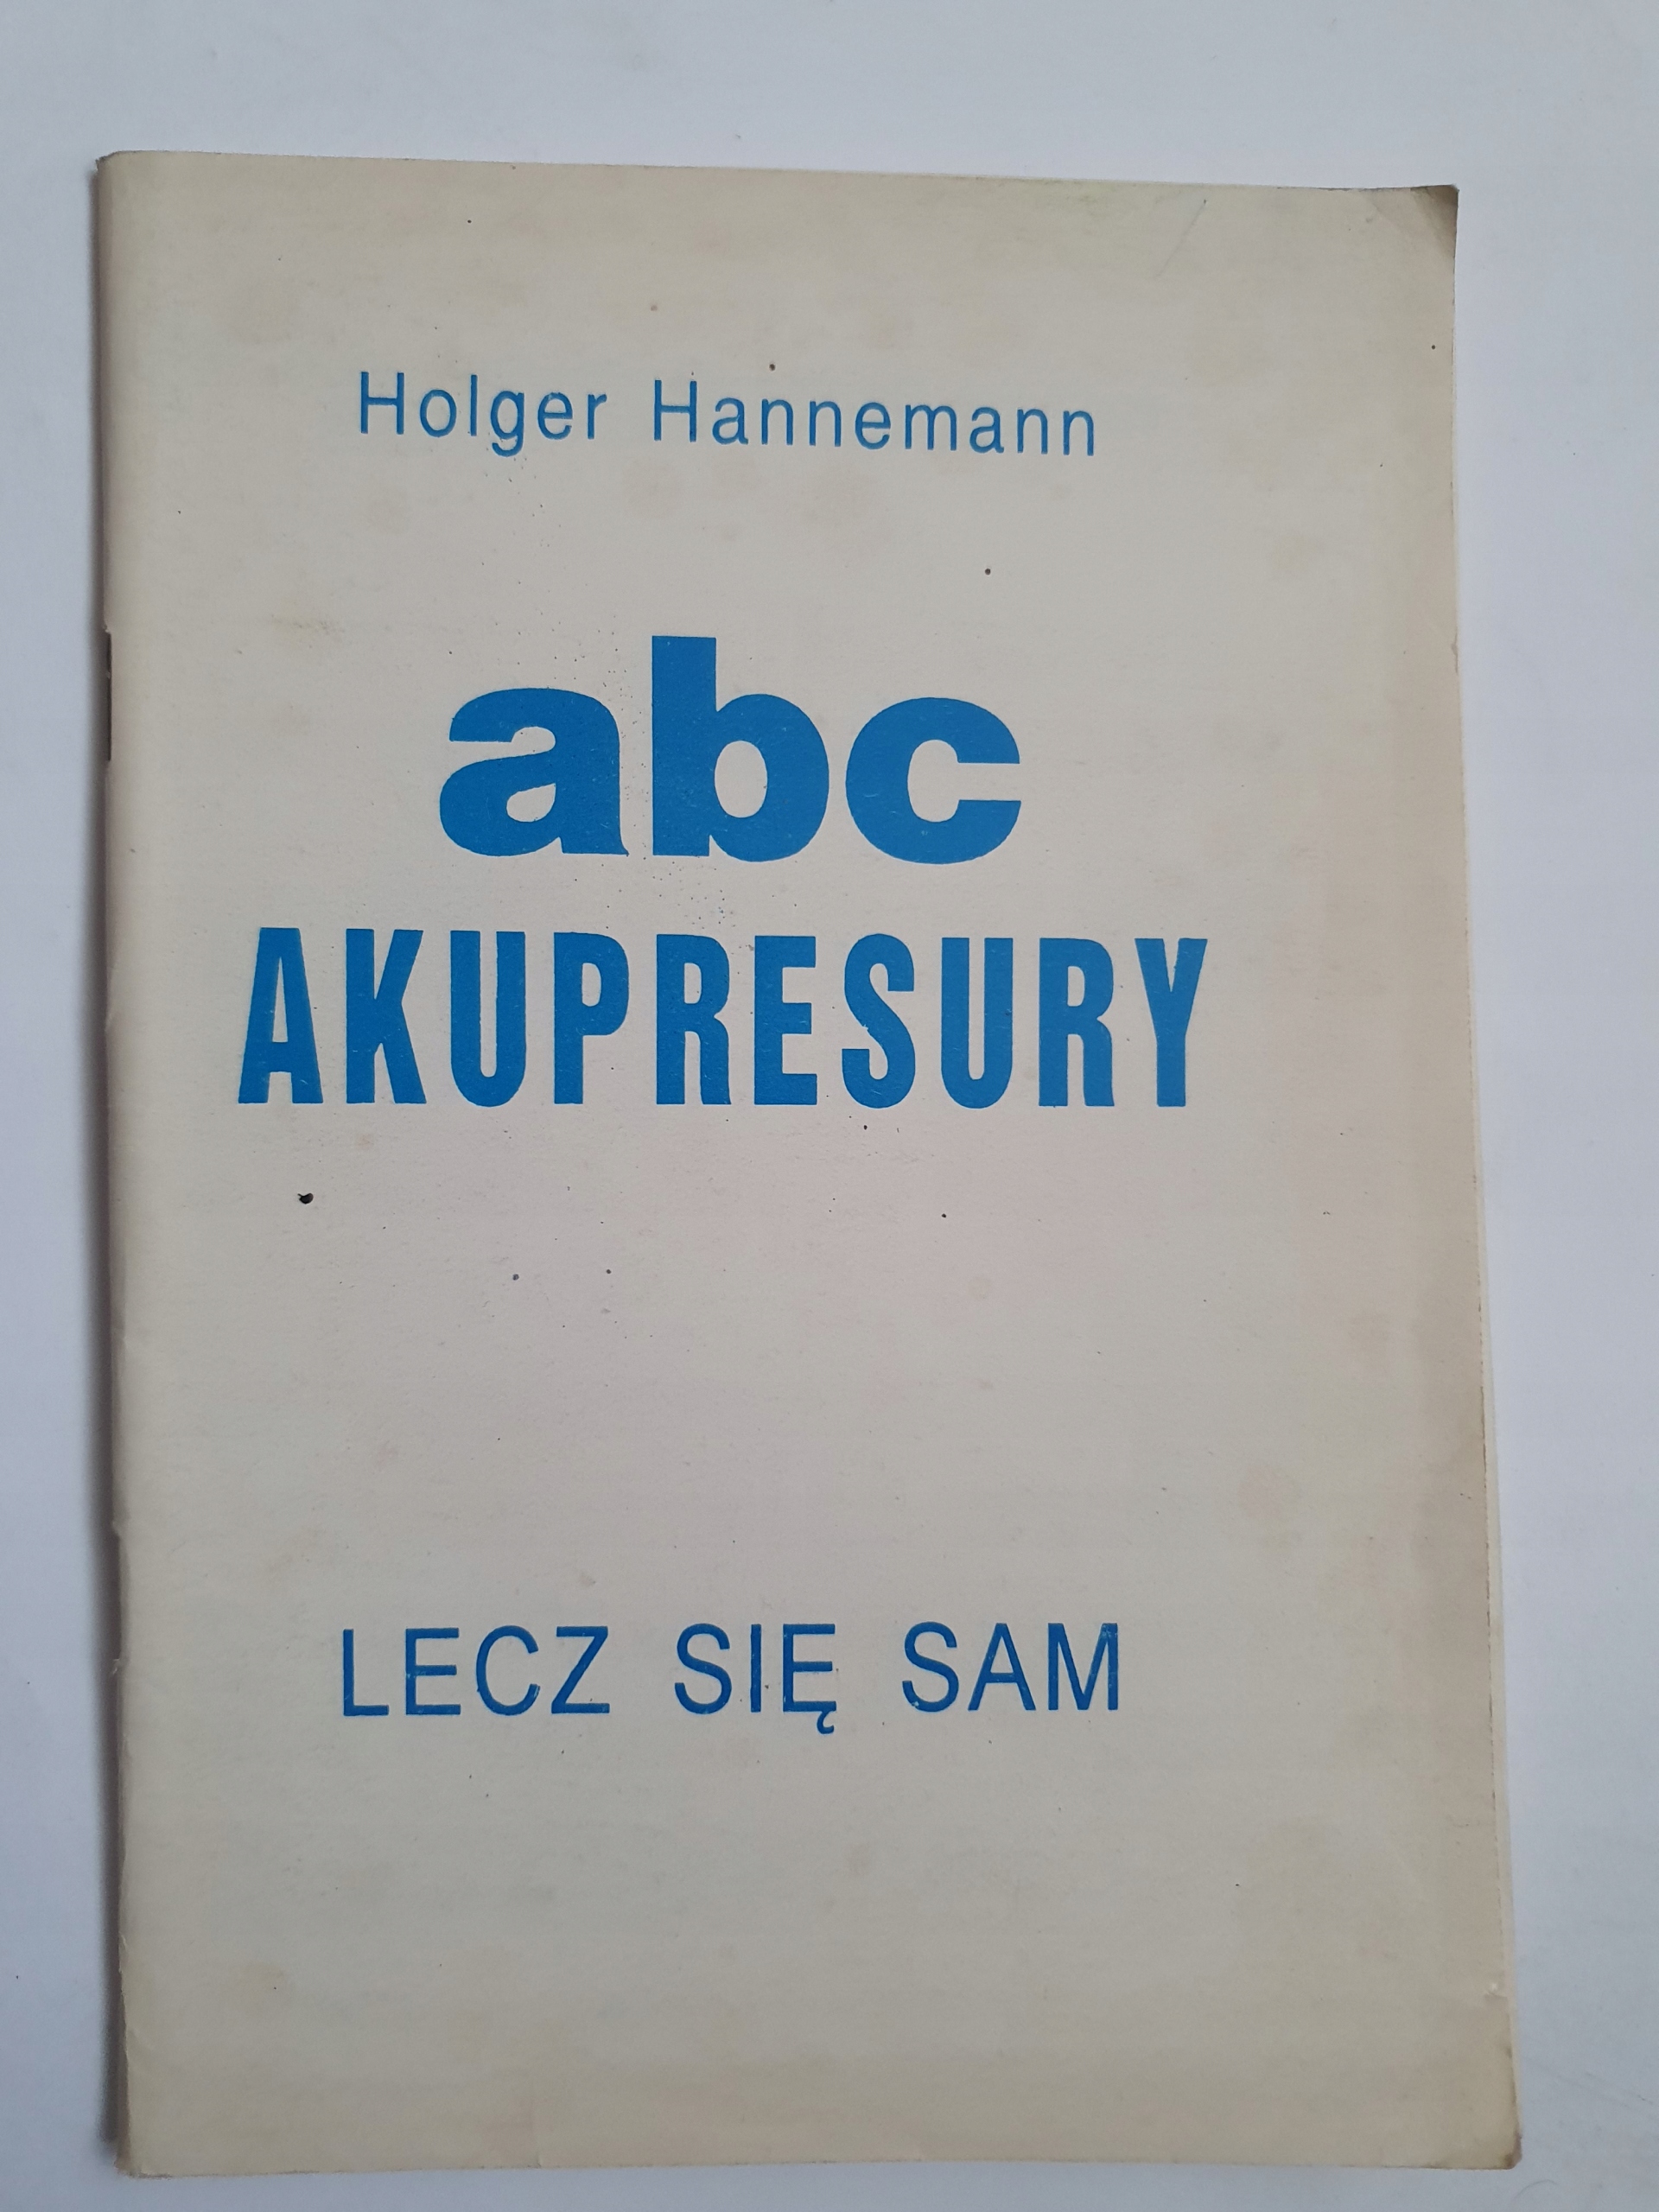 Holger Hannemann
abc
AKUPRESURY
LECZ SIĘ SAM